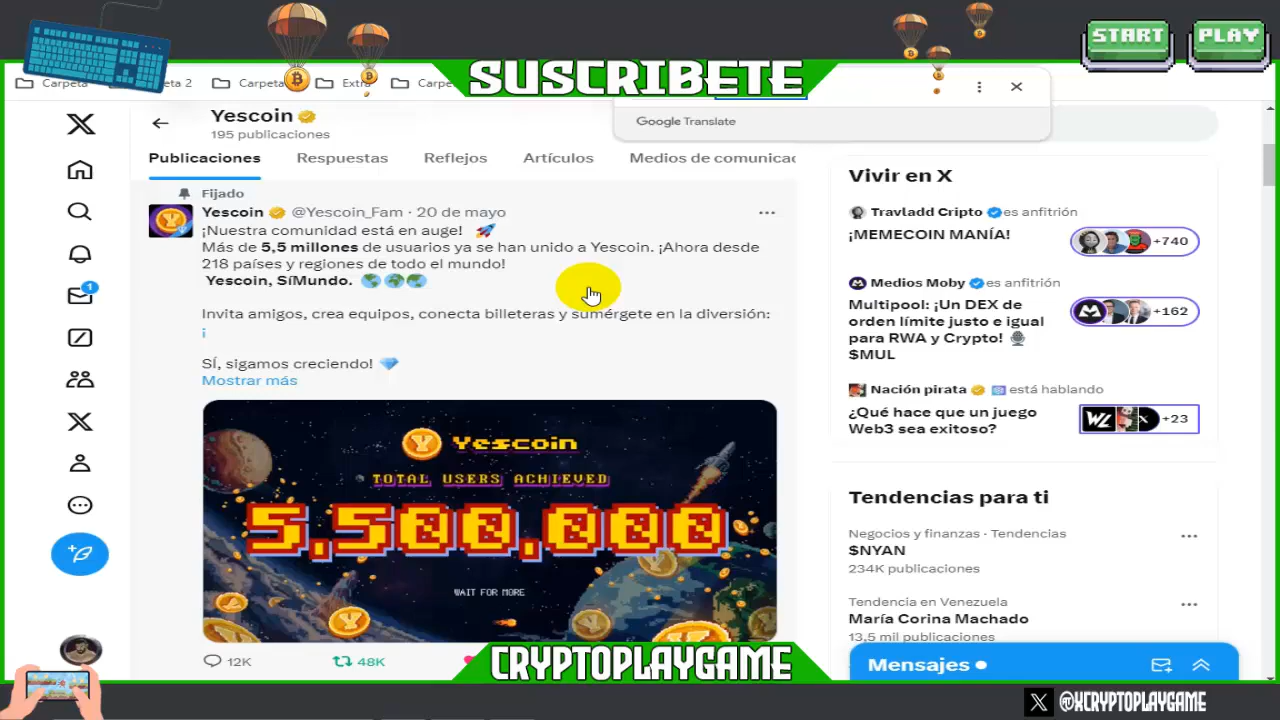 START
PLAY
SUSCRIBETE
Carpeta
eta 2
Carpeta
Extra
Carpe
Google Translate
Yescoin
195 publicaciones
Publicaciones
Respuestas
Reflejos
Artículos
Medios de comunicac
Fijado
Yescoin @Yescoin_Fam · 20 de mayo
¡Nuestra comunidad está en auge! 🚀
Más de 5,5 millones de usuarios ya se han unido a Yescoin. ¡Ahora desde
218 países y regiones de todo el mundo!
Yescoin, SíMundo. 🌎🌍🌏
Invita amigos, crea equipos, conecta billeteras y sumérgete en la diversión:
¡
SÍ, sigamos creciendo! 💎
Mostrar más
Yescoin
TOTAL USERS ACHIEVED
5,500,000
WAIT FOR MORE
12K
48K
Vivir en X
Travladd Cripto es anfitrión
¡MEMECOIN MANÍA!
+740
Medios Moby es anfitrión
Multipool: ¡Un DEX de
orden límite justo e igual
para RWA y Crypto! 🎙
$MUL
+162
Nación pirata está hablando
¿Qué hace que un juego
Web3 sea exitoso?
WL
+23
Tendencias para ti
Negocios y finanzas · Tendencias
$NYAN
234K publicaciones
Tendencia en Venezuela
María Corina Machado
13,5 mil publicaciones
Mensajes
1
CRYPTOPLAYGAME
@XCRYPTOPLAYGAME